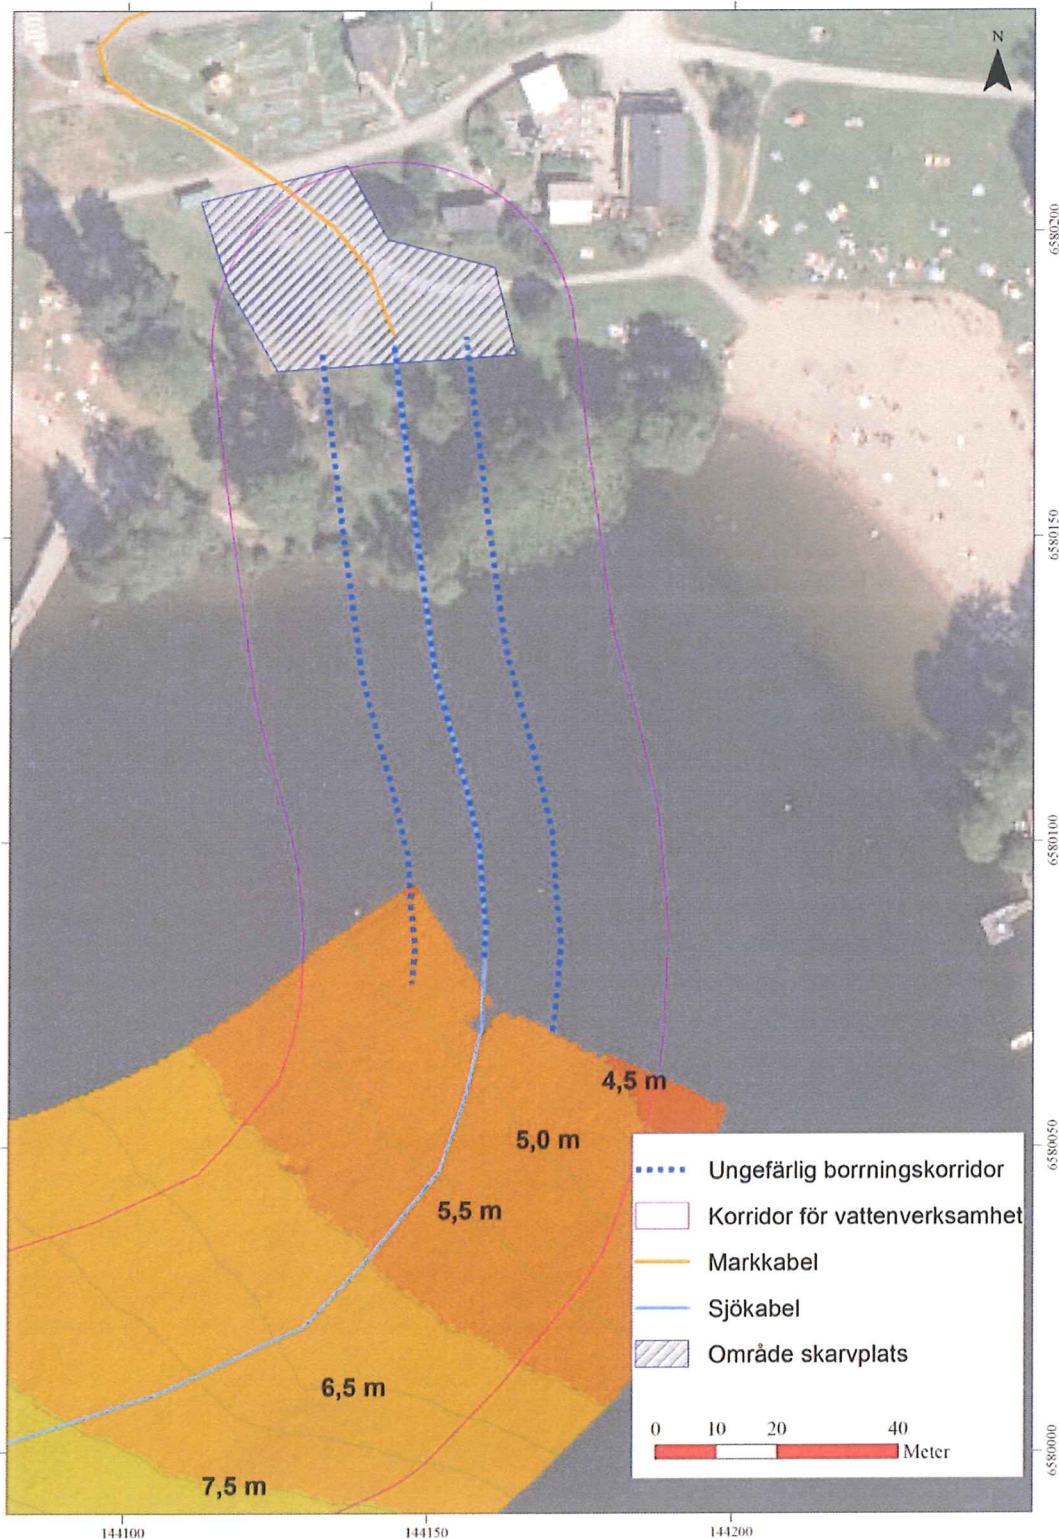 N
6580200
6580150
6580100
6580050
6580000
4,5 m
5,0 m
5,5 m
6,5 m
7,5 m
Ungefärlig borrningskorridor
Korridor för vattenverksamhet
Markkabel
Sjökabel
Område skarvplats
0 10 20 40
Meter
144100 144150 144200